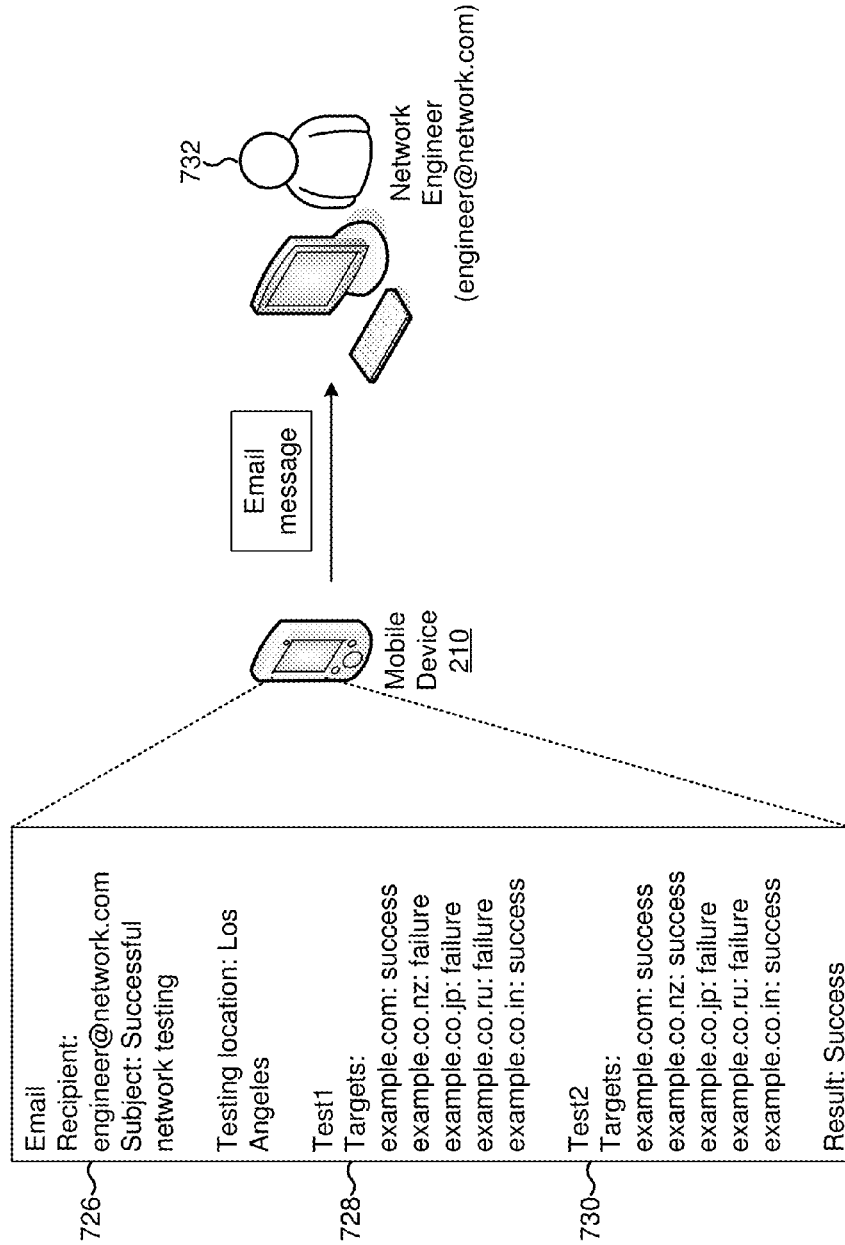 726
Email
Recipient:
engineer@network.com
Subject: Successful
network testing
Testing location: Los
Angeles
728
Test1
Targets:
example.com: success
example.co.nz: failure
example.co.jp: failure
example.co.ru: failure
example.co.in: success
730
Test2
Targets:
example.com: success
example.co.nz: success
example.co.jp: failure
example.co.ru: failure
example.co.in: success
Result: Success
Mobile
Device
210
Email
message
732
Network
Engineer
(engineer@network.com)